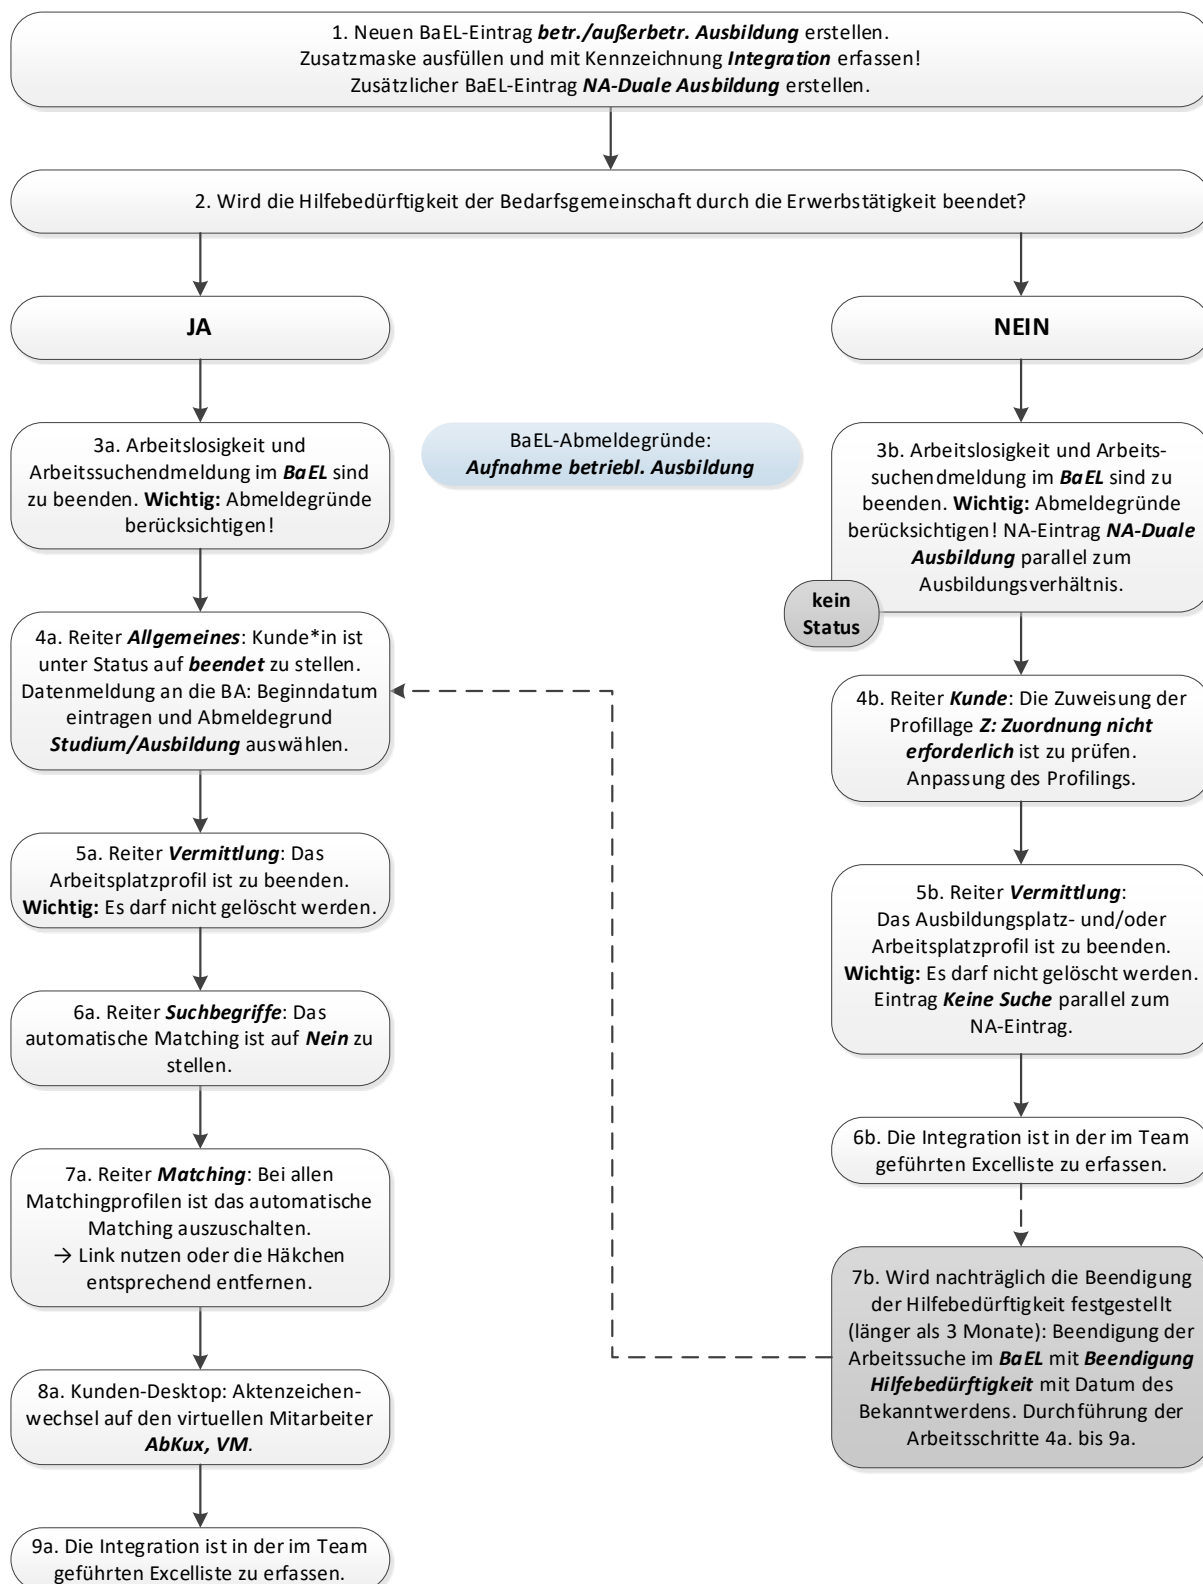 1. Neuen BaEL-Eintrag betr./außerbetr. Ausbildung erstellen.
Zusatzmaske ausfüllen und mit Kennzeichnung Integration erfassen!
Zusätzlicher BaEL-Eintrag NA-Duale Ausbildung erstellen.
2. Wird die Hilfebedürftigkeit der Bedarfsgemeinschaft durch die Erwerbstätigkeit beendet?
JA
3a. Arbeitslosigkeit und
Arbeitssuchendmeldung im BaEL sind
zu beenden. Wichtig: Abmeldegründe
berücksichtigen!
4a. Reiter Allgemeines: Kunde*in ist
unter Status auf beendet zu stellen.
Datenmeldung an die BA: Beginndatum
eintragen und Abmeldegrund
Studium/Ausbildung auswählen.
5a. Reiter Vermittlung: Das
Arbeitsplatzprofil ist zu beenden.
Wichtig: Es darf nicht gelöscht werden.
6a. Reiter Suchbegriffe: Das
automatische Matching ist auf Nein zu
stellen.
7a. Reiter Matching: Bei allen
Matchingprofilen ist das automatische
Matching auszuschalten.
→ Link nutzen oder die Häkchen
entsprechend entfernen.
8a. Kunden-Desktop: Aktenzeichen-
wechsel auf den virtuellen Mitarbeiter
AbKux, VM.
9a. Die Integration ist in der im Team
geführten Excelliste zu erfassen.
BaEL-Abmeldegründe:
Aufnahme betriebl. Ausbildung
NEIN
3b. Arbeitslosigkeit und Arbeits-
suchendmeldung im BaEL sind zu
beenden. Wichtig: Abmeldegründe
berücksichtigen! NA-Eintrag NA-Duale
Ausbildung parallel zum
Ausbildungsverhältnis.
kein
Status
4b. Reiter Kunde: Die Zuweisung der
Profillage Z: Zuordnung nicht
erforderlich ist zu prüfen.
Anpassung des Profilings.
5b. Reiter Vermittlung:
Das Ausbildungsplatz- und/oder
Arbeitsplatzprofil ist zu beenden.
Wichtig: Es darf nicht gelöscht werden.
Eintrag Keine Suche parallel zum
NA-Eintrag.
6b. Die Integration ist in der im Team
geführten Excelliste zu erfassen.
7b. Wird nachträglich die Beendigung
der Hilfebedürftigkeit festgestellt
(länger als 3 Monate): Beendigung der
Arbeitssuche im BaEL mit Beendigung
Hilfebedürftigkeit mit Datum des
Bekanntwerdens. Durchführung der
Arbeitsschritte 4a. bis 9a.